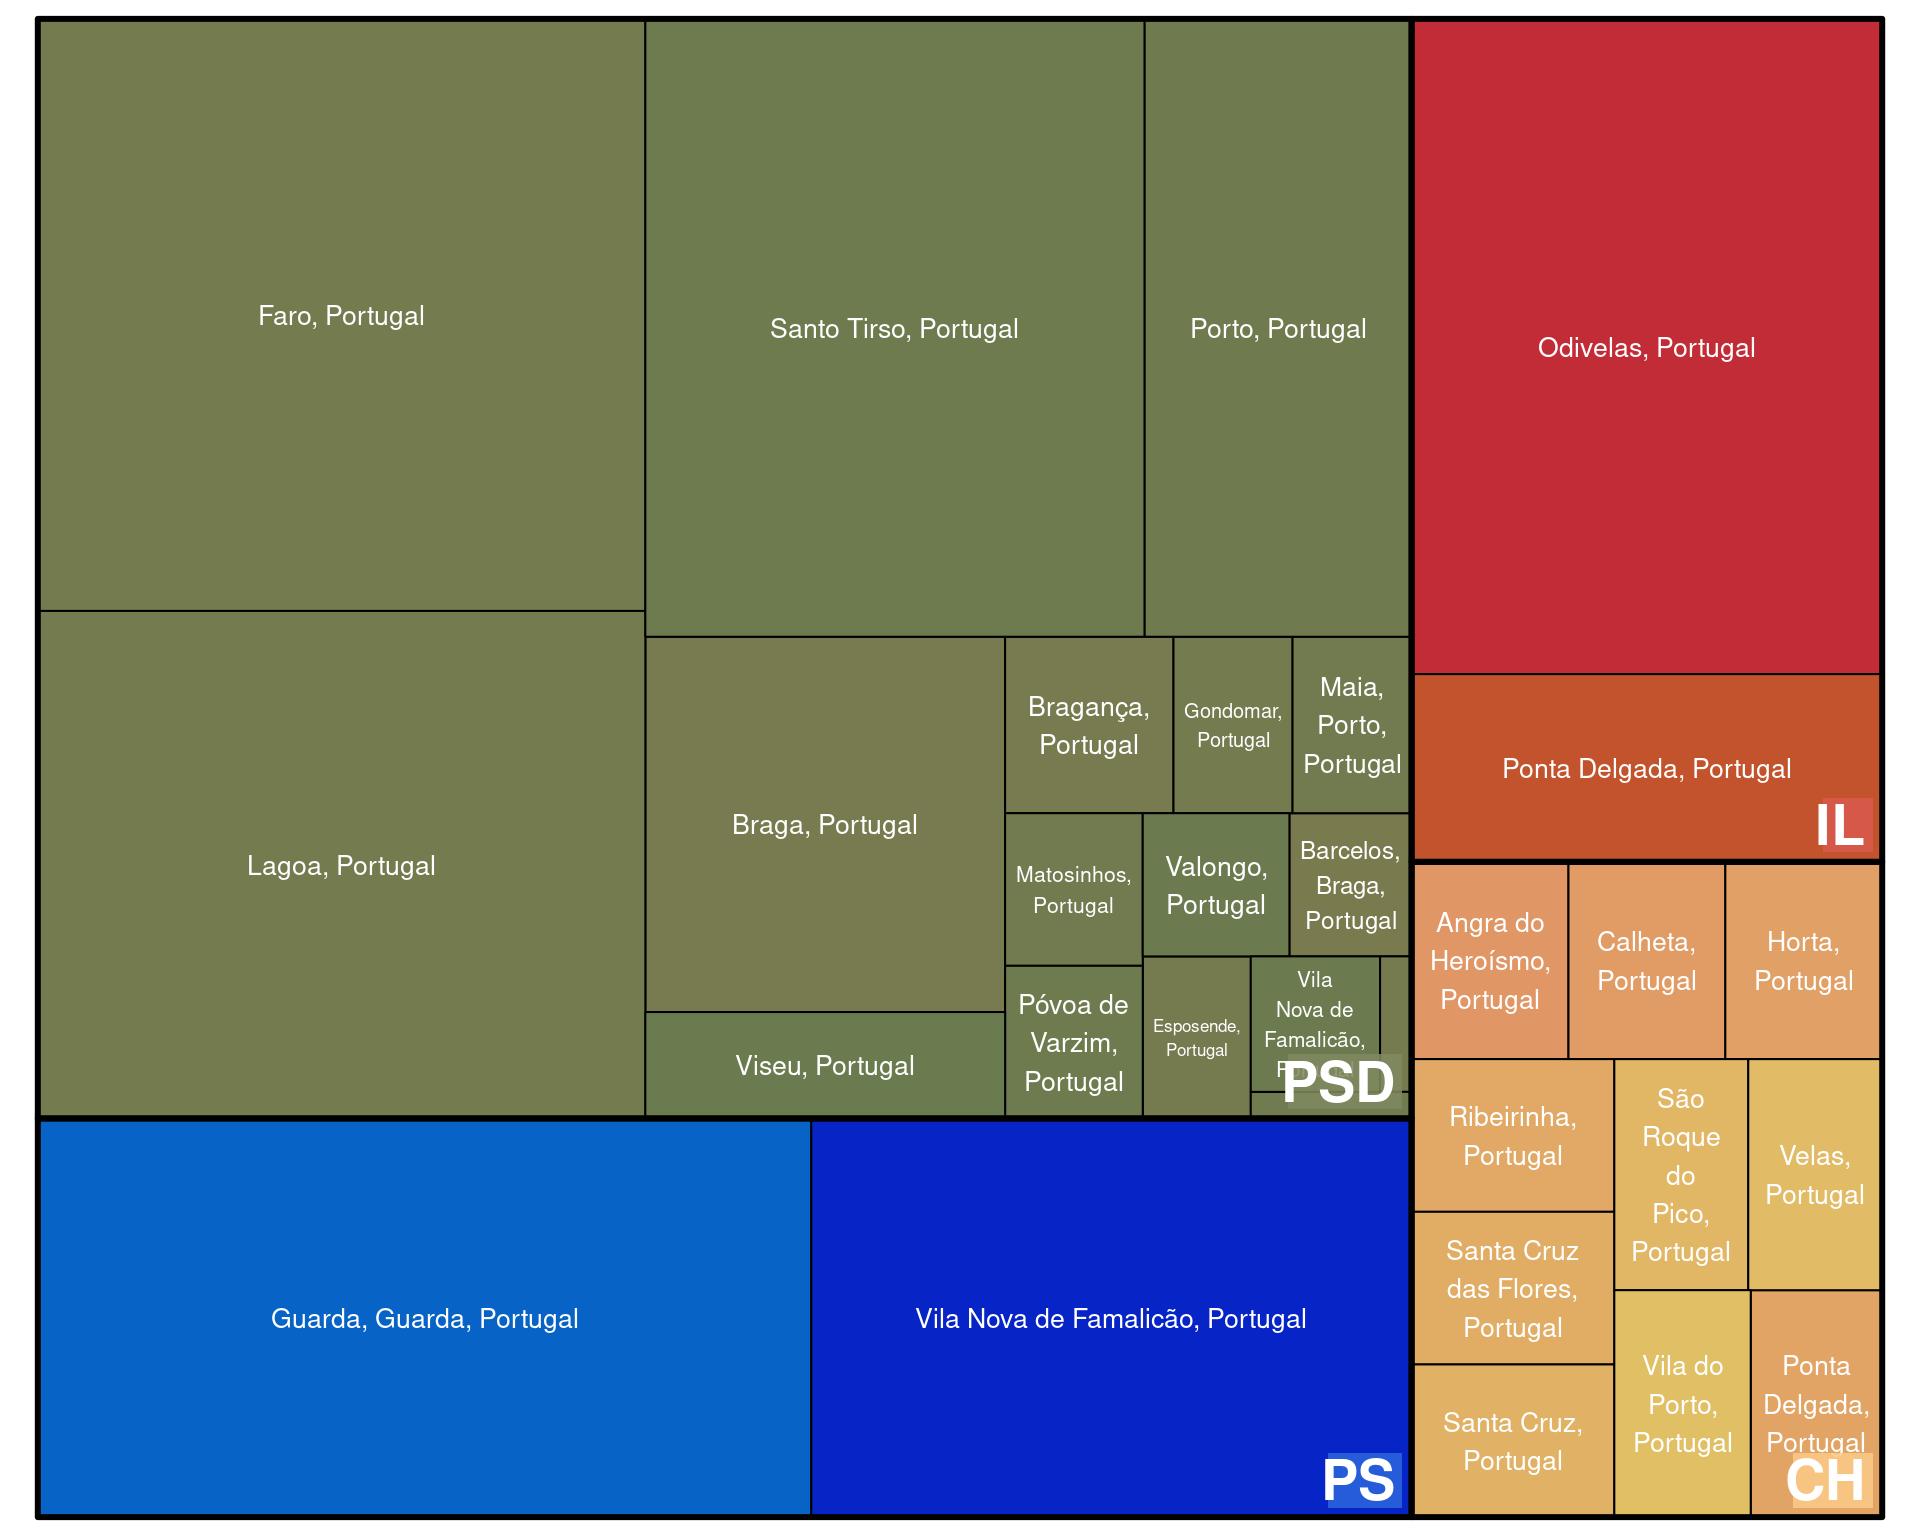 Faro, Portugal
Santo Tirso, Portugal
Porto, Portugal
Odivelas, Portugal
Lagoa, Portugal
Braga, Portugal
Bragança,
Portugal
Gondomar,
Portugal
Maia,
Porto,
Portugal
Ponta Delgada, Portugal
IL
Matosinhos,
Portugal
Valongo,
Portugal
Barcelos,
Braga,
Portugal
Viseu, Portugal
Póvoa de
Varzim,
Portugal
Esposende,
Portugal
Vila
Nova de
Famalicão,
PSD
Angra do
Heroísmo,
Portugal
Calheta,
Portugal
Horta,
Portugal
Ribeirinha,
Portugal
São
Roque
do
Pico,
Portugal
Velas,
Portugal
Santa Cruz
das Flores,
Portugal
Santa Cruz,
Portugal
Vila do
Porto,
Portugal
Ponta
Delgada,
Portugal
CH
Guarda, Guarda, Portugal
Vila Nova de Famalicão, Portugal
PS